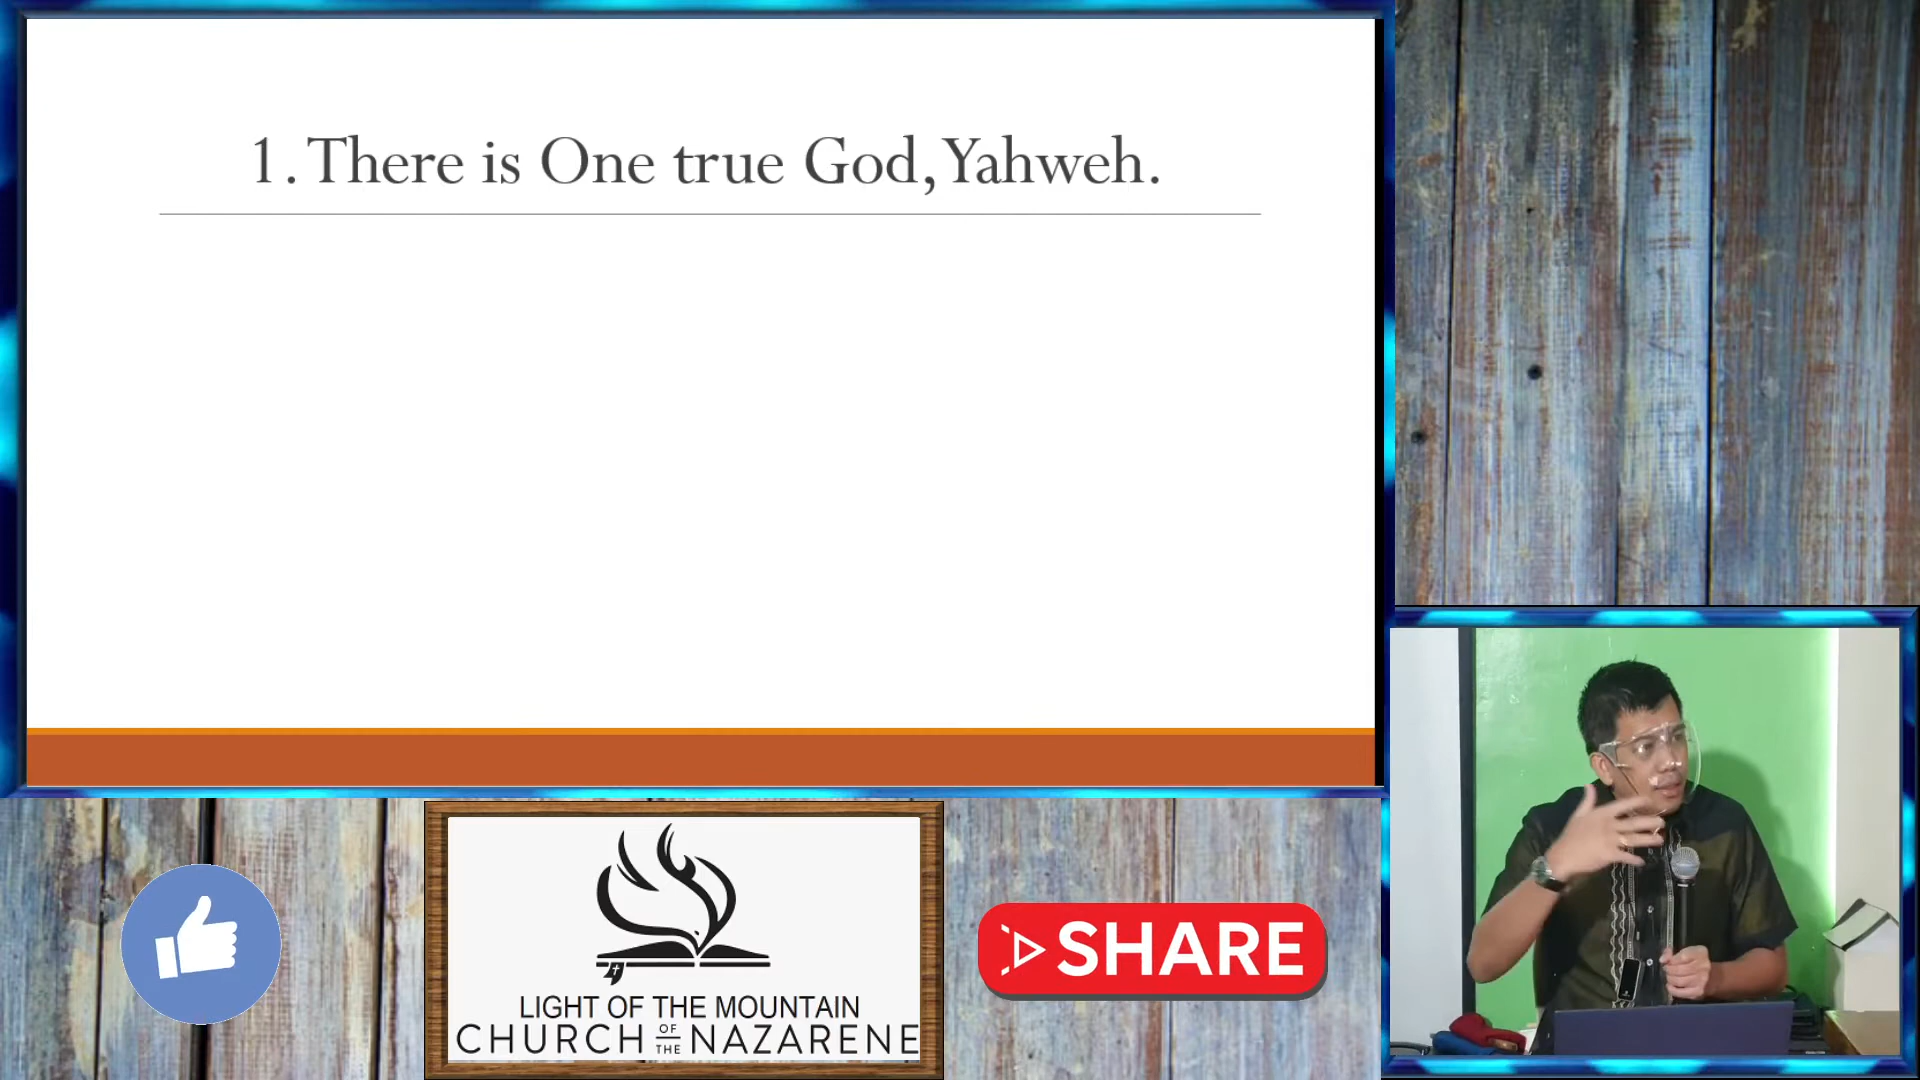 1. There is One true God, Yahweh.
LIGHT OF THE MOUNTAIN
CHURCH OF THE NAZARENE
SHARE